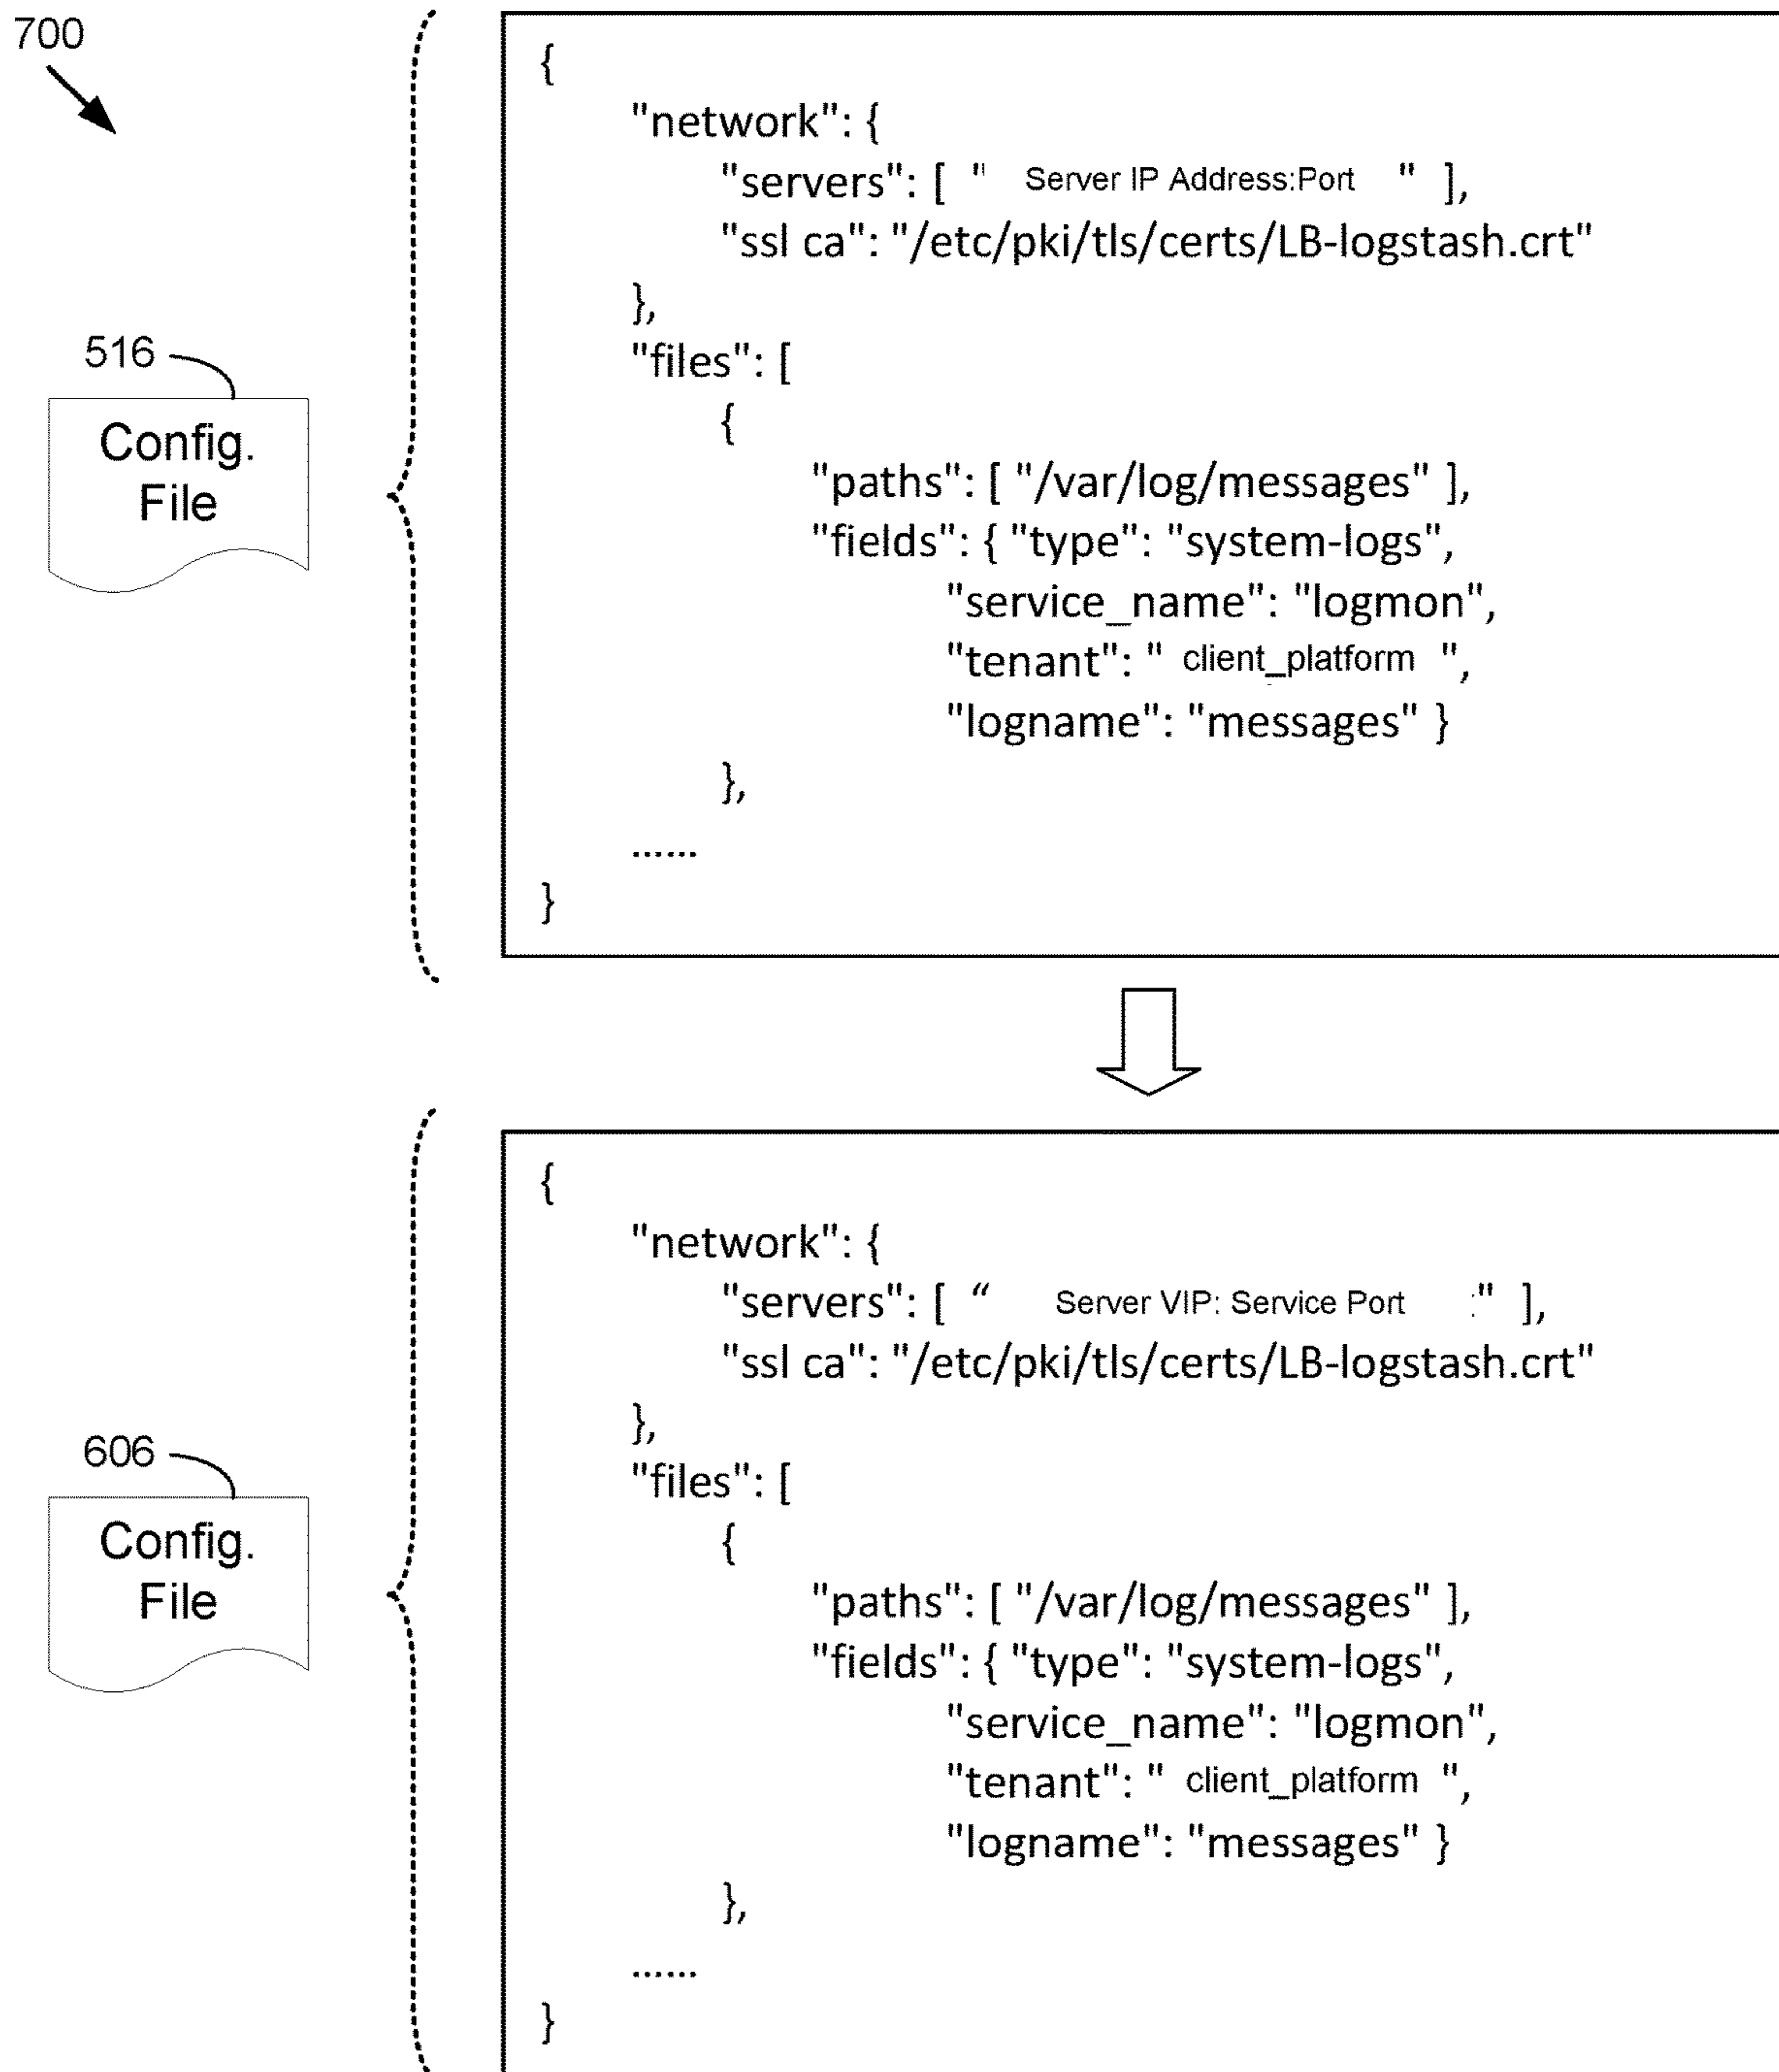 700
{
"network": {
"servers": [ " Server IP Address:Port " ],
"ssl ca": "/etc/pki/tls/certs/LB-logstash.crt"
},
"files": [
{
"paths": [ "/var/log/messages" ],
"fields": { "type": "system-logs",
"service_name": "logmon",
"tenant": " client_platform ",
"logname": "messages" }
},
......
}
516
Config.
File
{
"network": {
"servers": [ “ Server VIP: Service Port :" ],
"ssl ca": "/etc/pki/tls/certs/LB-logstash.crt"
},
"files": [
{
"paths": [ "/var/log/messages" ],
"fields": { "type": "system-logs",
"service_name": "logmon",
"tenant": " client_platform ",
"logname": "messages" }
},
......
}
606
Config.
File